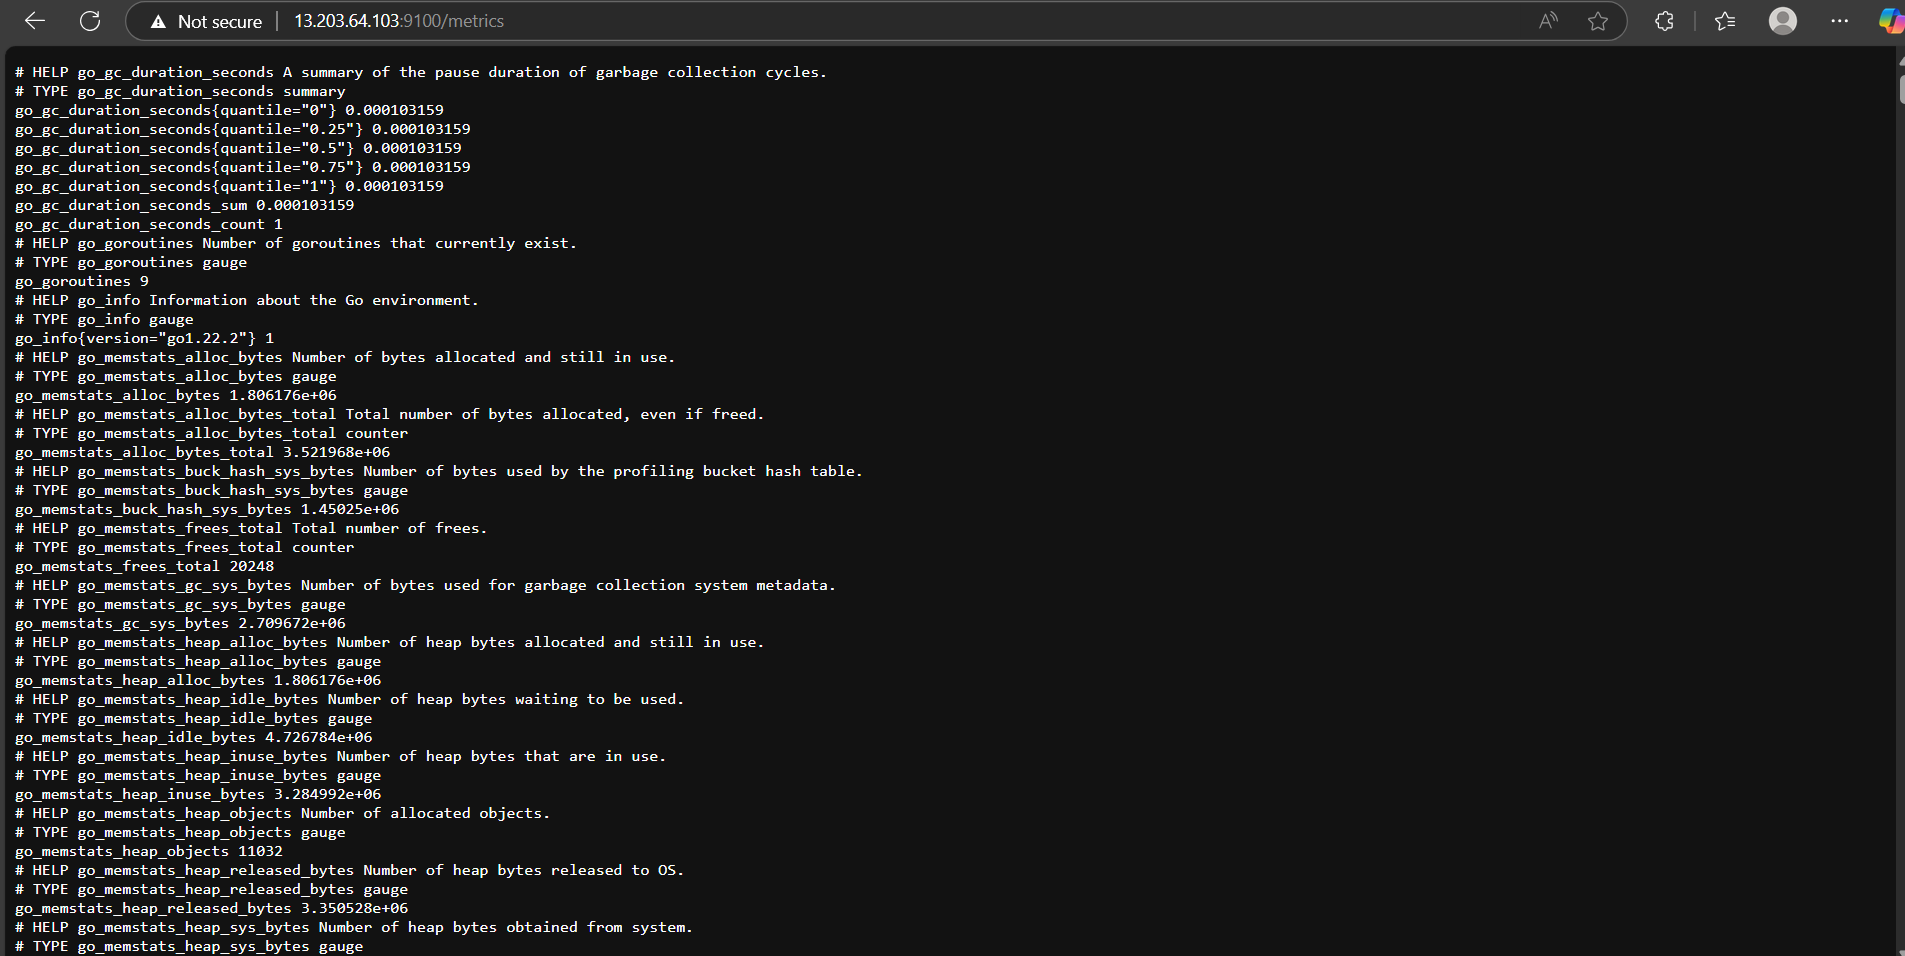 Not secure | 13.203.64.103:9100/metrics
# HELP go_gc_duration_seconds A summary of the pause duration of garbage collection cycles.
# TYPE go_gc_duration_seconds summary
go_gc_duration_seconds{quantile="0"} 0.000103159
go_gc_duration_seconds{quantile="0.25"} 0.000103159
go_gc_duration_seconds{quantile="0.5"} 0.000103159
go_gc_duration_seconds{quantile="0.75"} 0.000103159
go_gc_duration_seconds{quantile="1"} 0.000103159
go_gc_duration_seconds_sum 0.000103159
go_gc_duration_seconds_count 1
# HELP go_goroutines Number of goroutines that currently exist.
# TYPE go_goroutines gauge
go_goroutines 9
# HELP go_info Information about the Go environment.
# TYPE go_info gauge
go_info{version="go1.22.2"} 1
# HELP go_memstats_alloc_bytes Number of bytes allocated and still in use.
# TYPE go_memstats_alloc_bytes gauge
go_memstats_alloc_bytes 1.806176e+06
# HELP go_memstats_alloc_bytes_total Total number of bytes allocated, even if freed.
# TYPE go_memstats_alloc_bytes_total counter
go_memstats_alloc_bytes_total 3.521968e+06
# HELP go_memstats_buck_hash_sys_bytes Number of bytes used by the profiling bucket hash table.
# TYPE go_memstats_buck_hash_sys_bytes gauge
go_memstats_buck_hash_sys_bytes 1.45025e+06
# HELP go_memstats_frees_total Total number of frees.
# TYPE go_memstats_frees_total counter
go_memstats_frees_total 20248
# HELP go_memstats_gc_sys_bytes Number of bytes used for garbage collection system metadata.
# TYPE go_memstats_gc_sys_bytes gauge
go_memstats_gc_sys_bytes 2.709672e+06
# HELP go_memstats_heap_alloc_bytes Number of heap bytes allocated and still in use.
# TYPE go_memstats_heap_alloc_bytes gauge
go_memstats_heap_alloc_bytes 1.806176e+06
# HELP go_memstats_heap_idle_bytes Number of heap bytes waiting to be used.
# TYPE go_memstats_heap_idle_bytes gauge
go_memstats_heap_idle_bytes 4.726784e+06
# HELP go_memstats_heap_inuse_bytes Number of heap bytes that are in use.
# TYPE go_memstats_heap_inuse_bytes gauge
go_memstats_heap_inuse_bytes 3.284992e+06
# HELP go_memstats_heap_objects Number of allocated objects.
# TYPE go_memstats_heap_objects gauge
go_memstats_heap_objects 11032
# HELP go_memstats_heap_released_bytes Number of heap bytes released to OS.
# TYPE go_memstats_heap_released_bytes gauge
go_memstats_heap_released_bytes 3.350528e+06
# HELP go_memstats_heap_sys_bytes Number of heap bytes obtained from system.
# TYPE go_memstats_heap_sys_bytes gauge